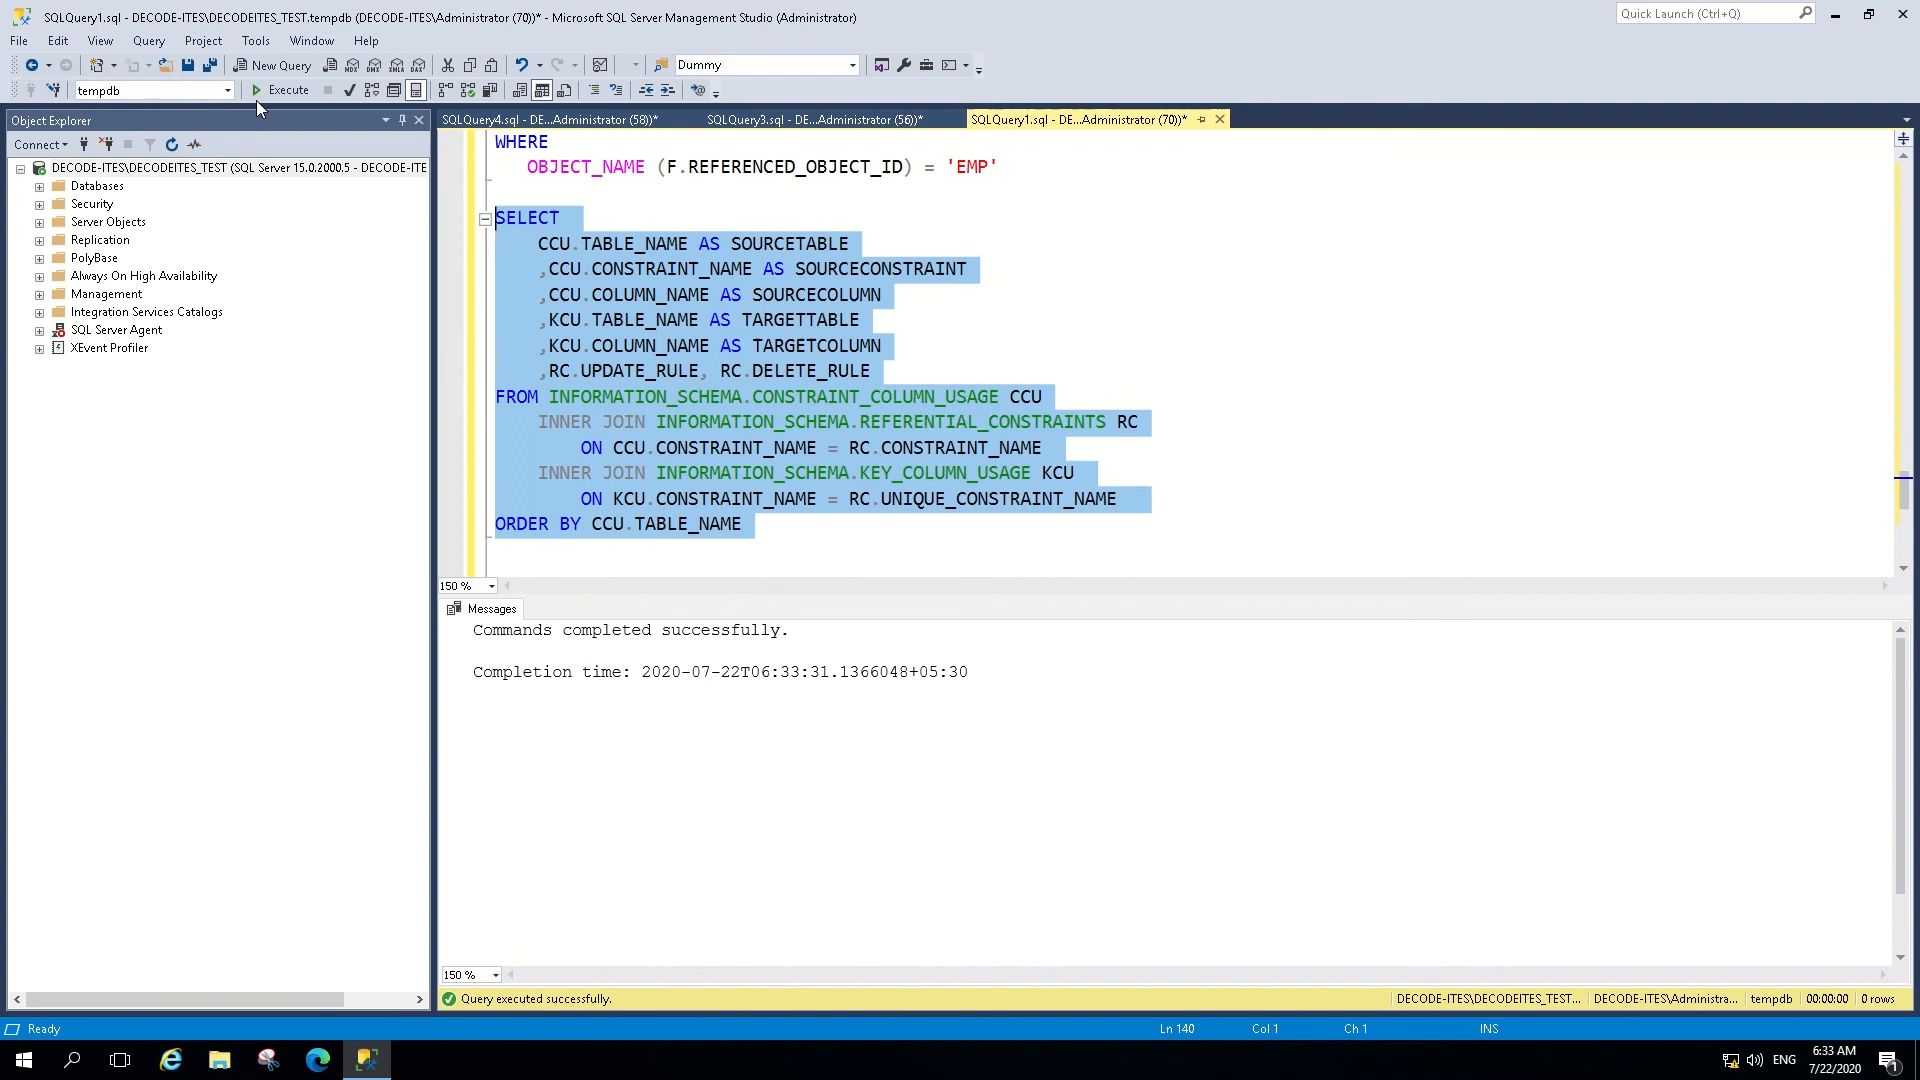 SQLQuery1.sql - DECODE-ITES\DECODEITES_TEST.tempdb (DECODE-ITES\Administrator (70))* - Microsoft SQL Server Management Studio (Administrator)
Quick Launch (Ctrl+Q)
File Edit View Query Project Tools Window Help
New Query
Dummy
tempdb
Execute
Object Explorer
Connect
DECODE-ITES\DECODEITES_TEST (SQL Server 15.0.2000.5 - DECODE-ITE
Databases
Security
Server Objects
Replication
PolyBase
Always On High Availability
Management
Integration Services Catalogs
SQL Server Agent
XEvent Profiler
SQLQuery4.sql - DE...Administrator (58))*
SQLQuery3.sql - DE...Administrator (56))*
SQLQuery1.sql - DE...Administrator (70))*
WHERE
OBJECT_NAME (F.REFERENCED_OBJECT_ID) = 'EMP'
SELECT
CCU.TABLE_NAME AS SOURCETABLE
,CCU.CONSTRAINT_NAME AS SOURCECONSTRAINT
,CCU.COLUMN_NAME AS SOURCECOLUMN
,KCU.TABLE_NAME AS TARGETTABLE
,KCU.COLUMN_NAME AS TARGETCOLUMN
,RC.UPDATE_RULE, RC.DELETE_RULE
FROM INFORMATION_SCHEMA.CONSTRAINT_COLUMN_USAGE CCU
INNER JOIN INFORMATION_SCHEMA.REFERENTIAL_CONSTRAINTS RC
ON CCU.CONSTRAINT_NAME = RC.CONSTRAINT_NAME
INNER JOIN INFORMATION_SCHEMA.KEY_COLUMN_USAGE KCU
ON KCU.CONSTRAINT_NAME = RC.UNIQUE_CONSTRAINT_NAME
ORDER BY CCU.TABLE_NAME
150 %
Messages
Commands completed successfully.
Completion time: 2020-07-22T06:33:31.1366048+05:30
150 %
Query executed successfully.
DECODE-ITES\DECODEITES_TEST... DECODE-ITES\Administra... tempdb 00:00:00 0 rows
Ready
Ln 140 Col 1 Ch 1 INS
ENG
6:33 AM
7/22/2020
1